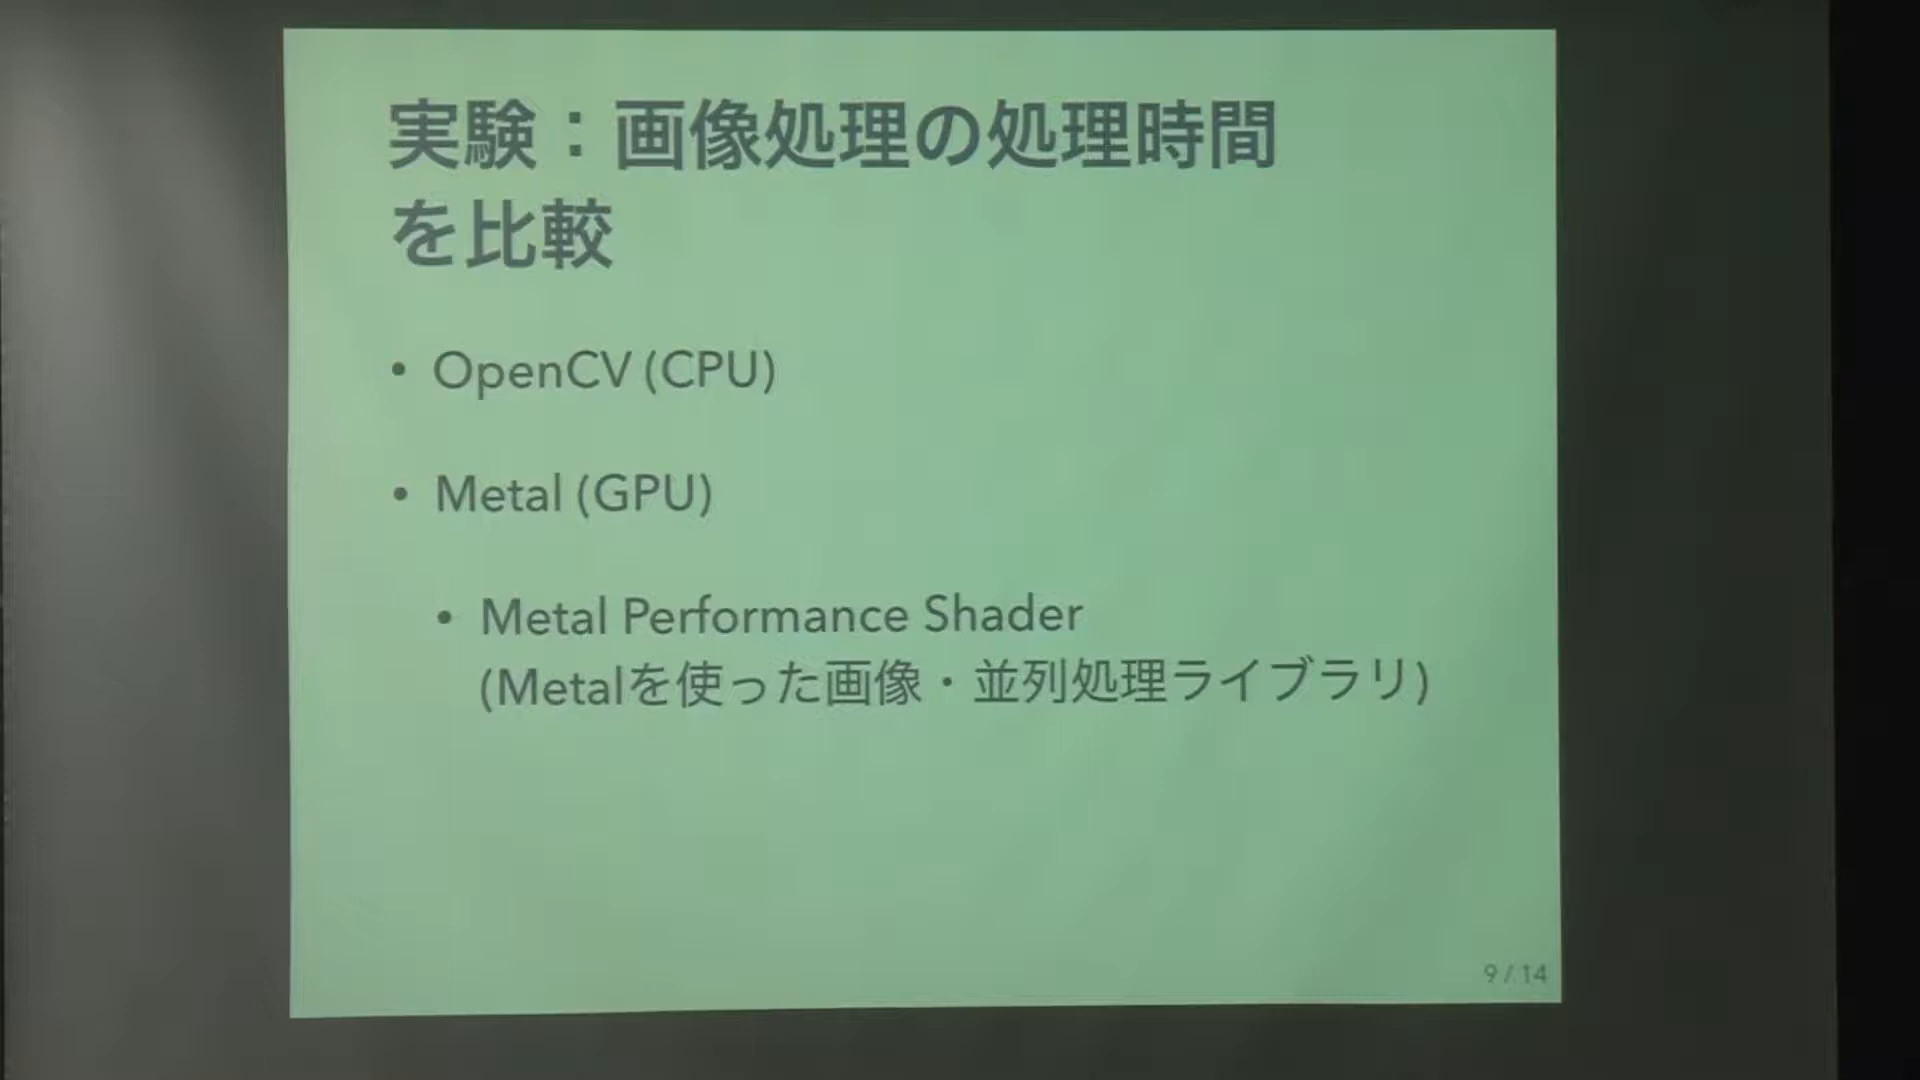 実験：画像処理の処理時間
を比較
• OpenCV (CPU)
• Metal (GPU)
• Metal Performance Shader
(Metalを使った画像・並列処理ライブラリ)
9 / 14